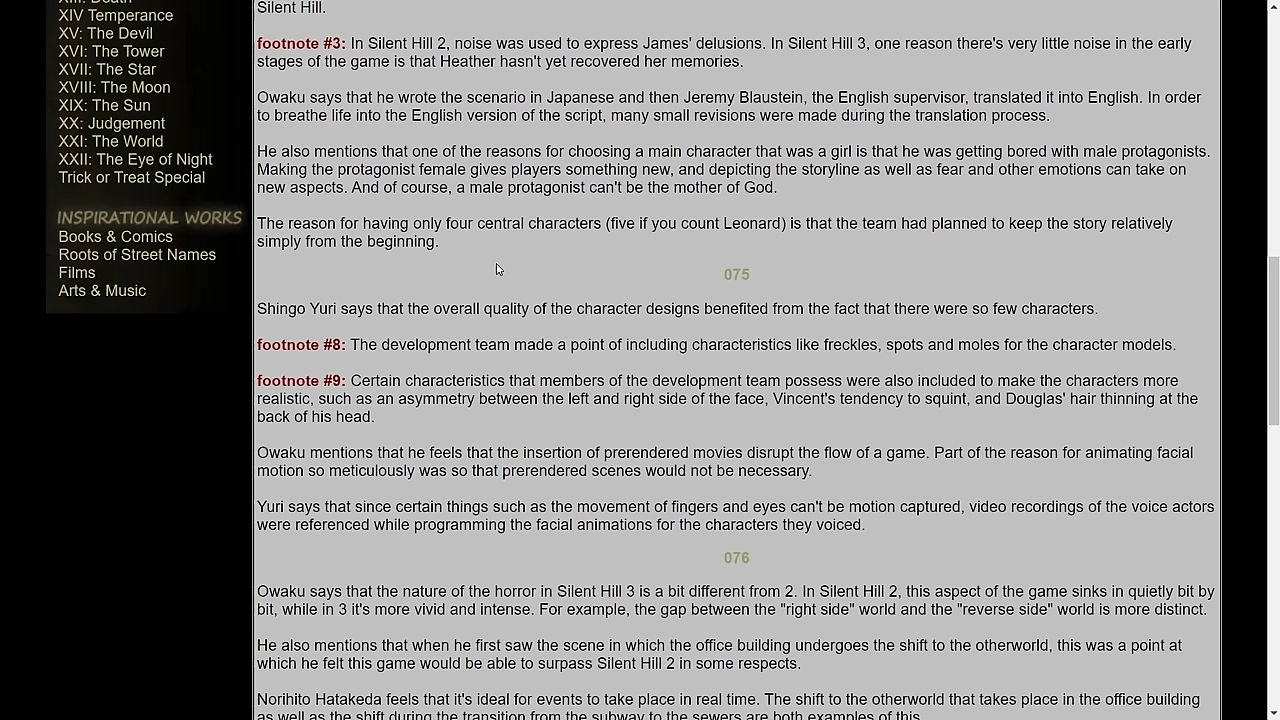 XIII: Death
XIV Temperance
XV: The Devil
XVI: The Tower
XVII: The Star
XVIII: The Moon
XIX: The Sun
XX: Judgement
XXI: The World
XXII: The Eye of Night
Trick or Treat Special
INSPIRATIONAL WORKS
Books & Comics
Roots of Street Names
Films
Arts & Music
Silent Hill.
footnote #3: In Silent Hill 2, noise was used to express James' delusions. In Silent Hill 3, one reason there's very little noise in the early
stages of the game is that Heather hasn't yet recovered her memories.
Owaku says that he wrote the scenario in Japanese and then Jeremy Blaustein, the English supervisor, translated it into English. In order
to breathe life into the English version of the script, many small revisions were made during the translation process.
He also mentions that one of the reasons for choosing a main character that was a girl is that he was getting bored with male protagonists.
Making the protagonist female gives players something new, and depicting the storyline as well as fear and other emotions can take on
new aspects. And of course, a male protagonist can't be the mother of God.
The reason for having only four central characters (five if you count Leonard) is that the team had planned to keep the story relatively
simply from the beginning.
075
Shingo Yuri says that the overall quality of the character designs benefited from the fact that there were so few characters.
footnote #8: The development team made a point of including characteristics like freckles, spots and moles for the character models.
footnote #9: Certain characteristics that members of the development team possess were also included to make the characters more
realistic, such as an asymmetry between the left and right side of the face, Vincent's tendency to squint, and Douglas' hair thinning at the
back of his head.
Owaku mentions that he feels that the insertion of prerendered movies disrupt the flow of a game. Part of the reason for animating facial
motion so meticulously was so that prerendered scenes would not be necessary.
Yuri says that since certain things such as the movement of fingers and eyes can't be motion captured, video recordings of the voice actors
were referenced while programming the facial animations for the characters they voiced.
076
Owaku says that the nature of the horror in Silent Hill 3 is a bit different from 2. In Silent Hill 2, this aspect of the game sinks in quietly bit by
bit, while in 3 it's more vivid and intense. For example, the gap between the "right side" world and the "reverse side" world is more distinct.
He also mentions that when he first saw the scene in which the office building undergoes the shift to the otherworld, this was a point at
which he felt this game would be able to surpass Silent Hill 2 in some respects.
Norihito Hatakeda feels that it's ideal for events to take place in real time. The shift to the otherworld that takes place in the office building
as well as the shift during the transition from the subway to the sewers are both examples of this.